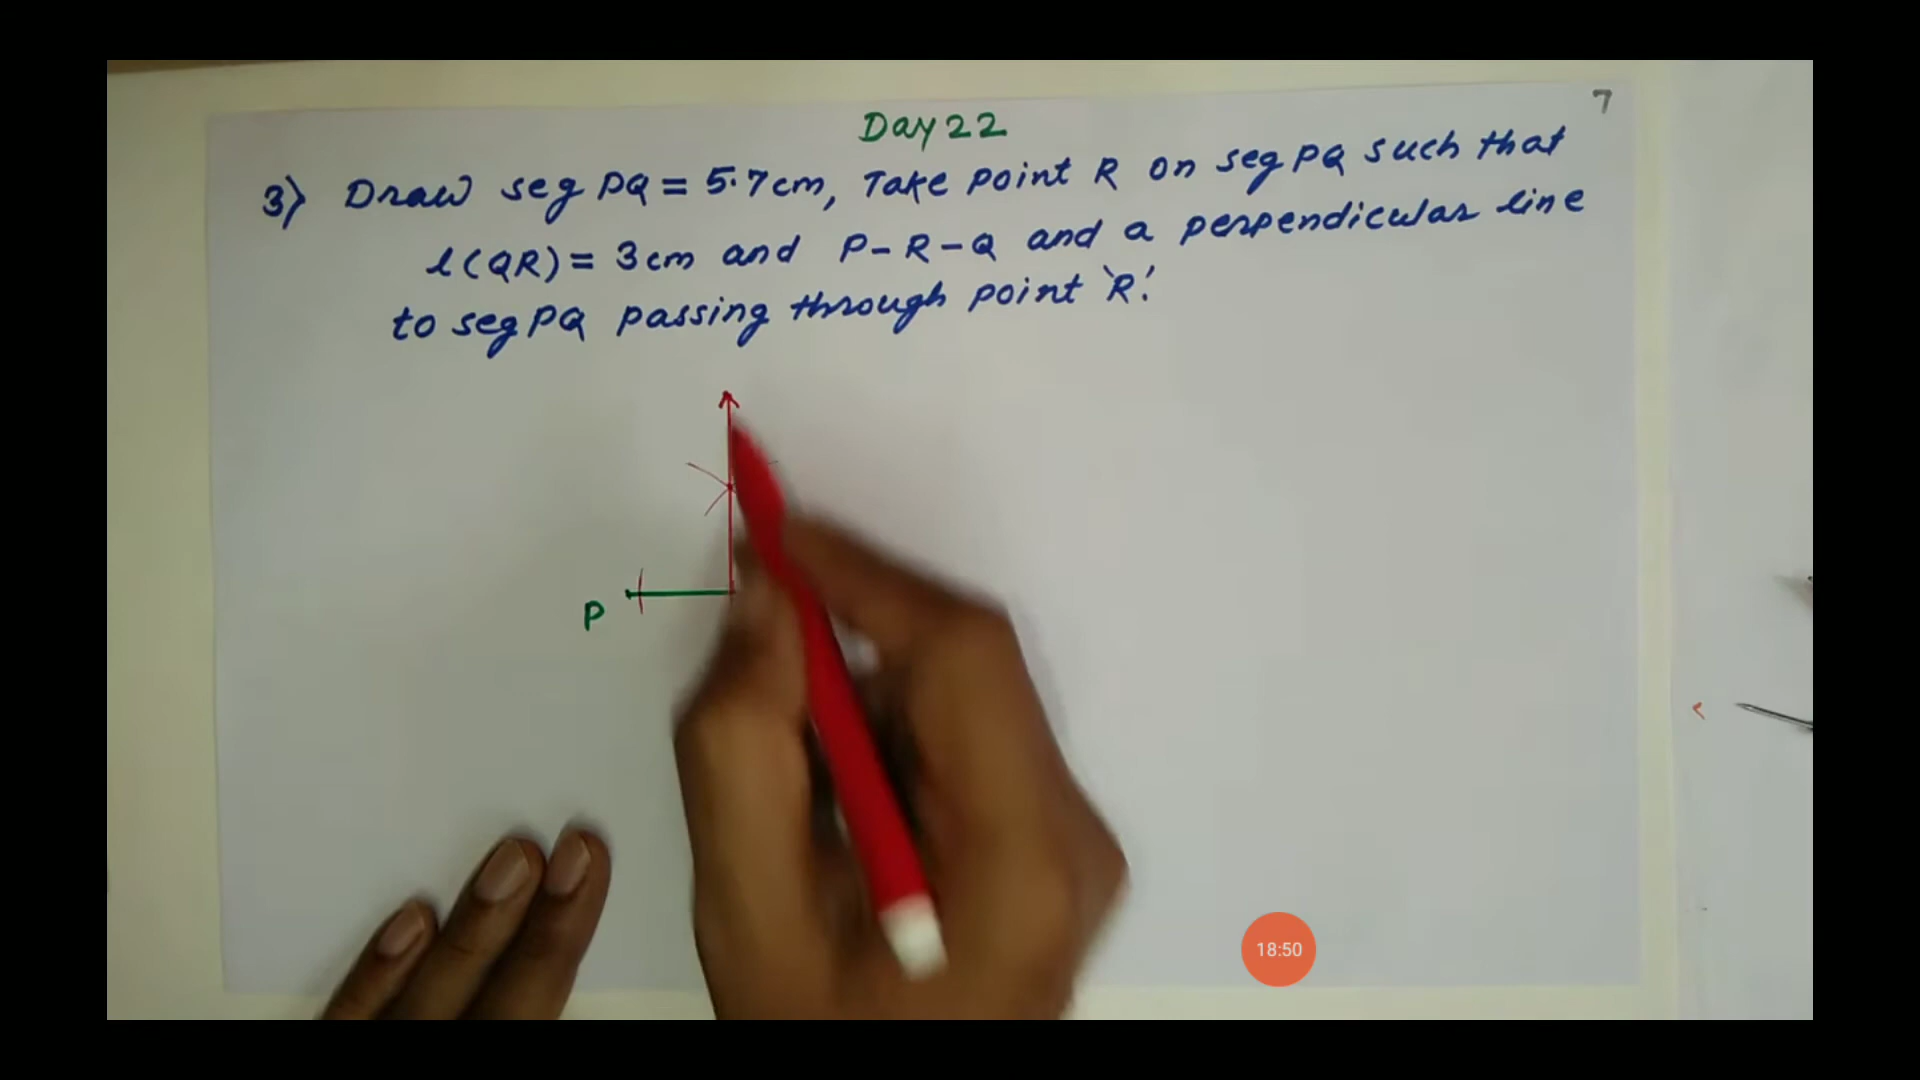 7
Day 22
3) Draw seg PQ = 5.7cm, Take point R on seg PQ such that
l(QR) = 3cm and P-R-Q and a perpendicular line
to seg PQ passing through point 'R'.
P
18:50